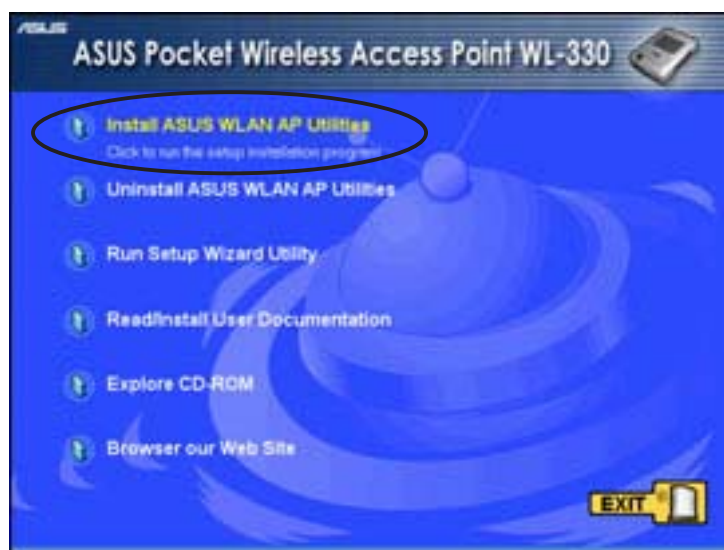 ASUS
ASUS Pocket Wireless Access Point WL-330
Install ASUS WLAN AP Utilities
Click to run the setup installation program
Uninstall ASUS WLAN AP Utilities
Run Setup Wizard Utility
Read/Install User Documentation
Explore CD-ROM
Browser our Web Site
EXIT